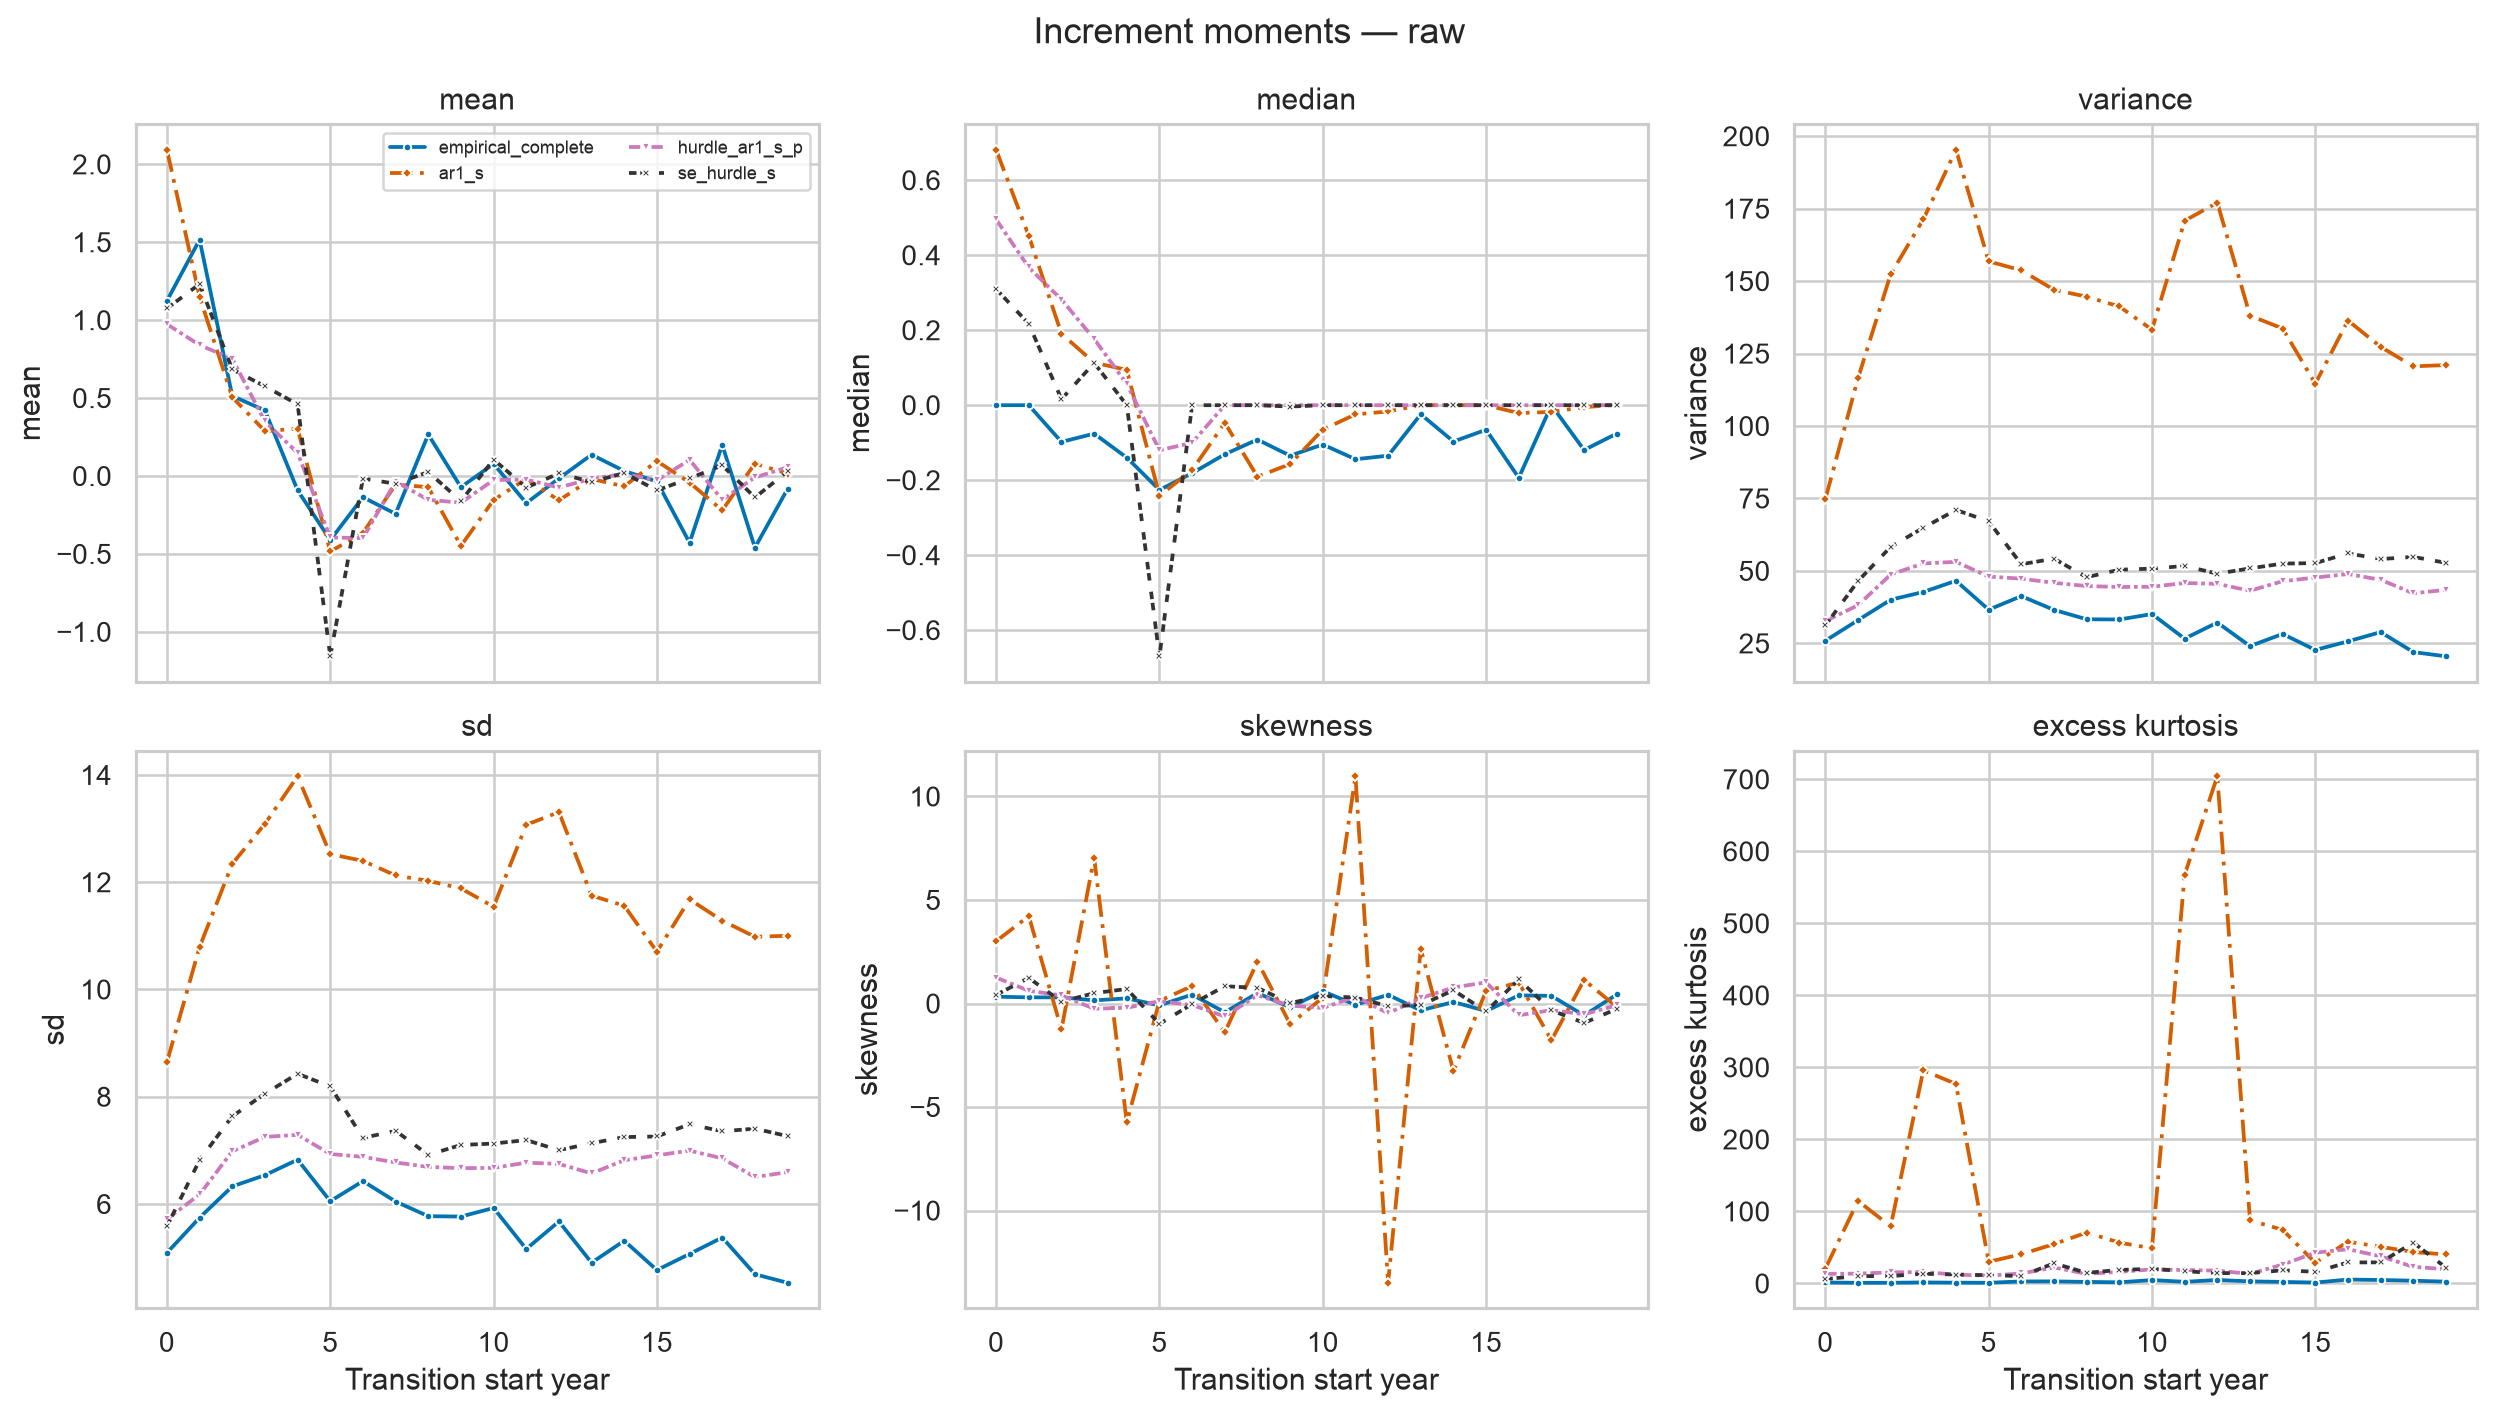 Increment moments — raw
mean
mean
2.0
1.5
1.0
0.5
0.0
−0.5
−1.0
empirical_complete
ar1_s
hurdle_ar1_s_p
se_hurdle_s
median
median
0.6
0.4
0.2
0.0
−0.2
−0.4
−0.6
variance
variance
200
175
150
125
100
75
50
25
sd
sd
14
12
10
8
6
0 5 10 15
Transition start year
skewness
skewness
10
5
0
−5
−10
0 5 10 15
Transition start year
excess kurtosis
excess kurtosis
700
600
500
400
300
200
100
0
0 5 10 15
Transition start year